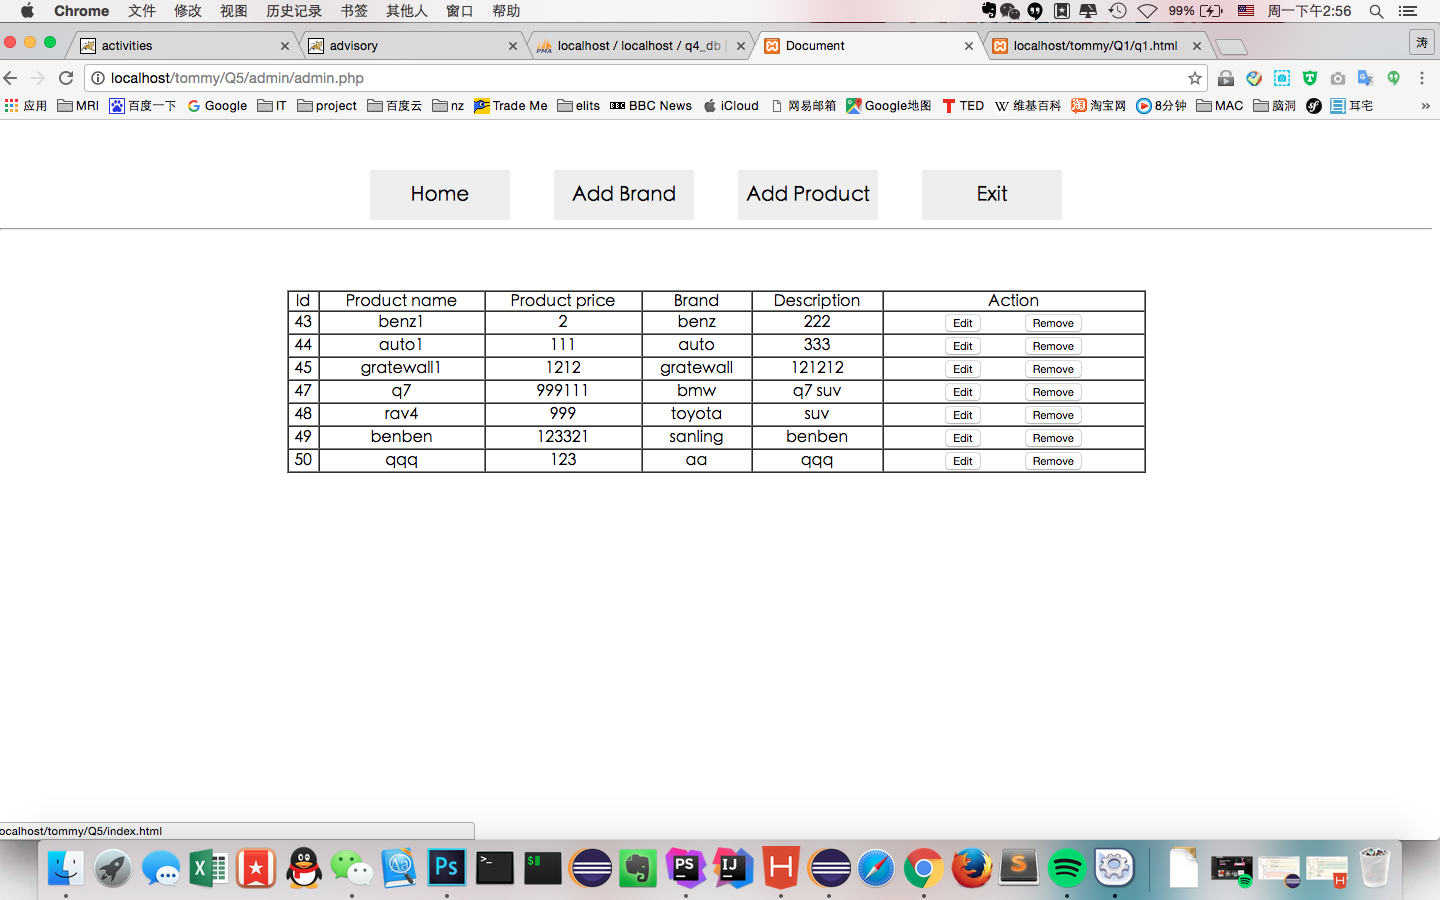 Chrome 文件 修改 视图 历史记录 书签 其他人 窗口 帮助 99% 周一下午2:56
activities advisory localhost / localhost / q4_db Document localhost/tommy/Q1/q1.html 涛
localhost/tommy/Q5/admin/admin.php
应用 MRI 百度一下 Google IT project 百度云 nz Trade Me elits BBC News iCloud 网易邮箱 Google地图 TED 维基百科 淘宝网 8分钟 MAC 脑洞 耳宅 »
Home Add Brand Add Product Exit
Id Product name Product price Brand Description Action
43 benz1 2 benz 222 Edit Remove
44 auto1 111 auto 333 Edit Remove
45 gratewall1 1212 gratewall 121212 Edit Remove
47 q7 999111 bmw q7 suv Edit Remove
48 rav4 999 toyota suv Edit Remove
49 benben 123321 sanling benben Edit Remove
50 qqq 123 aa qqq Edit Remove
ocalhost/tommy/Q5/index.html